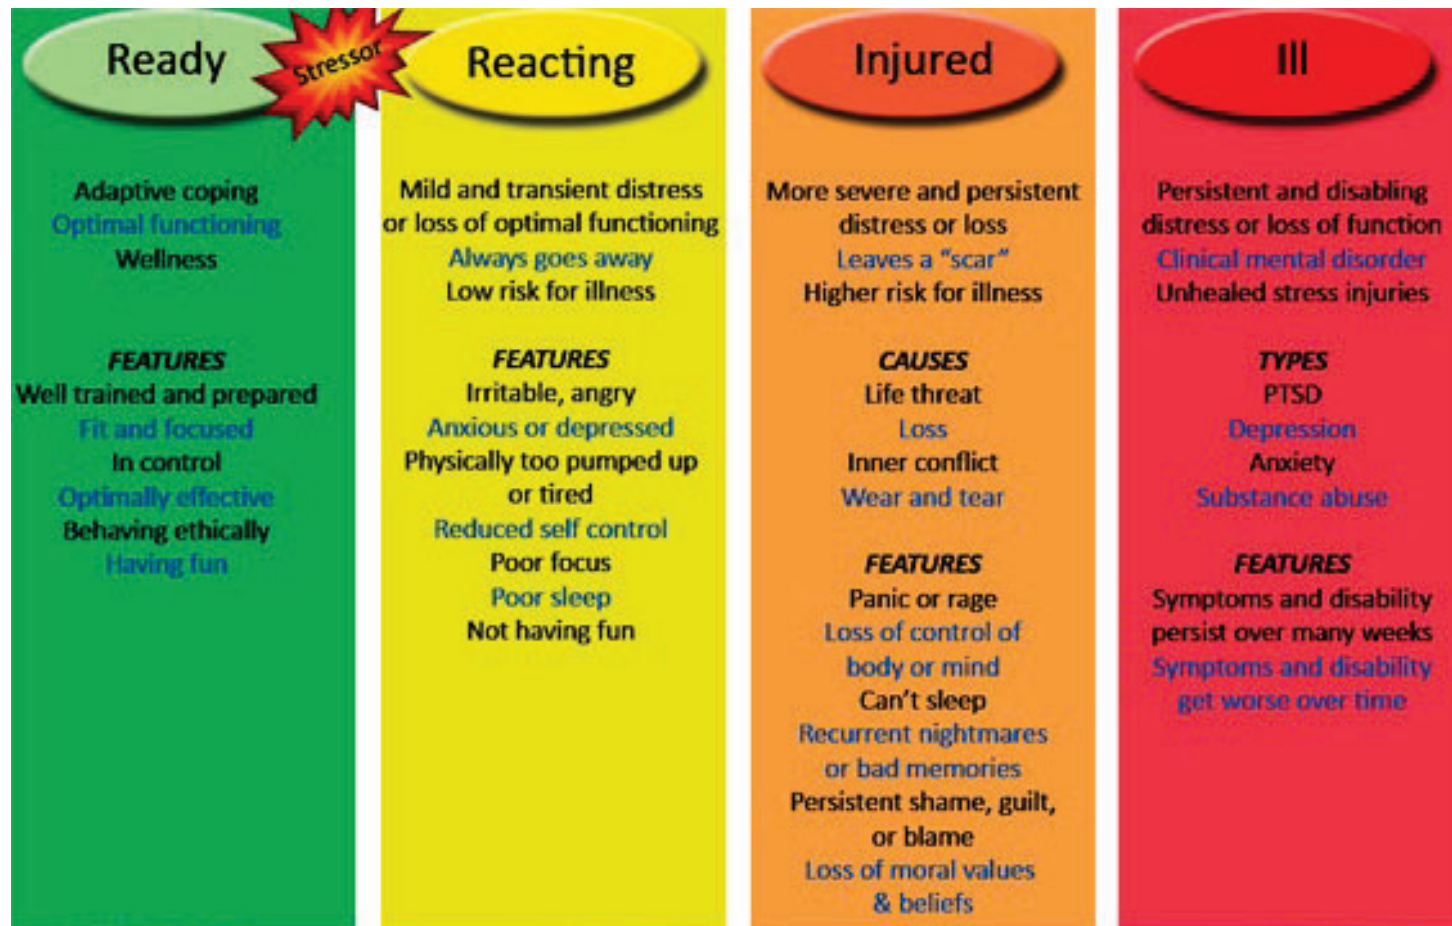 Ready
Stressor
Reacting
Injured
Ill
Adaptive coping
Optimal functioning
Wellness
FEATURES
Well trained and prepared
Fit and focused
In control
Optimally effective
Behaving ethically
Having fun
Mild and transient distress
or loss of optimal functioning
Always goes away
Low risk for illness
FEATURES
Irritable, angry
Anxious or depressed
Physically too pumped up
or tired
Reduced self control
Poor focus
Poor sleep
Not having fun
More severe and persistent
distress or loss
Leaves a “scar”
Higher risk for illness
CAUSES
Life threat
Loss
Inner conflict
Wear and tear
FEATURES
Panic or rage
Loss of control of
body or mind
Can’t sleep
Recurrent nightmares
or bad memories
Persistent shame, guilt,
or blame
Loss of moral values
& beliefs
Persistent and disabling
distress or loss of function
Clinical mental disorder
Unhealed stress injuries
TYPES
PTSD
Depression
Anxiety
Substance abuse
FEATURES
Symptoms and disability
persist over many weeks
Symptoms and disability
get worse over time